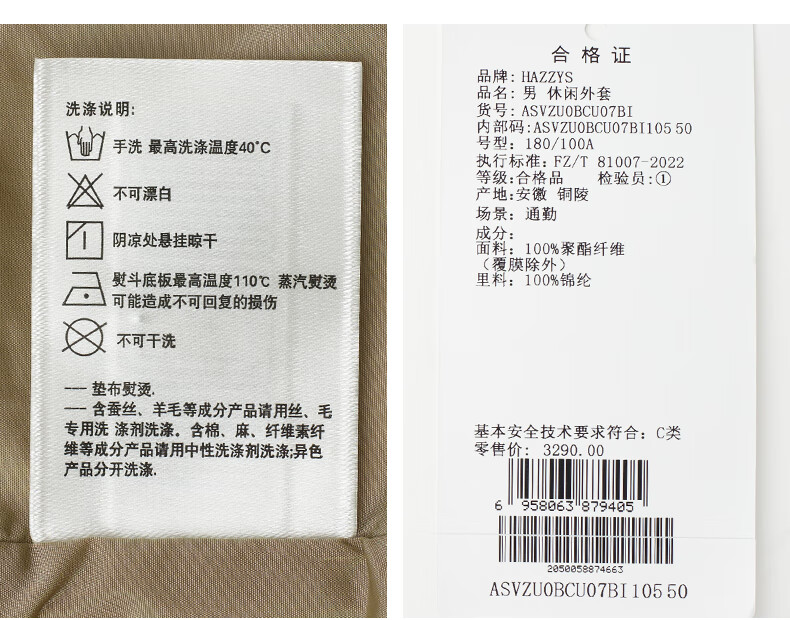 洗涤说明:
手洗 最高洗涤温度40°C
不可漂白
阴凉处悬挂晾干
熨斗底板最高温度110℃ 蒸汽熨烫
可能造成不可回复的损伤
不可干洗
--- 垫布熨烫.
--- 含蚕丝、羊毛等成分产品请用丝、毛
专用洗 涤剂洗涤。含棉、麻、纤维素纤
维等成分产品请用中性洗涤剂洗涤;异色
产品分开洗涤.
合格证
品牌: HAZZYS
品名: 男 休闲外套
货号: ASVZU0BCU07BI
内部码: ASVZU0BCU07BI10550
号型: 180/100A
执行标准: FZ/T 81007-2022
等级:合格品 检验员:①
产地:安徽 铜陵
场景: 通勤
成分:
面料: 100%聚酯纤维
(覆膜除外)
里料: 100%锦纶
基本安全技术要求符合: C类
零售价: 3290.00
6 958063 879405
2050058874663
ASVZU0BCU07BI10550